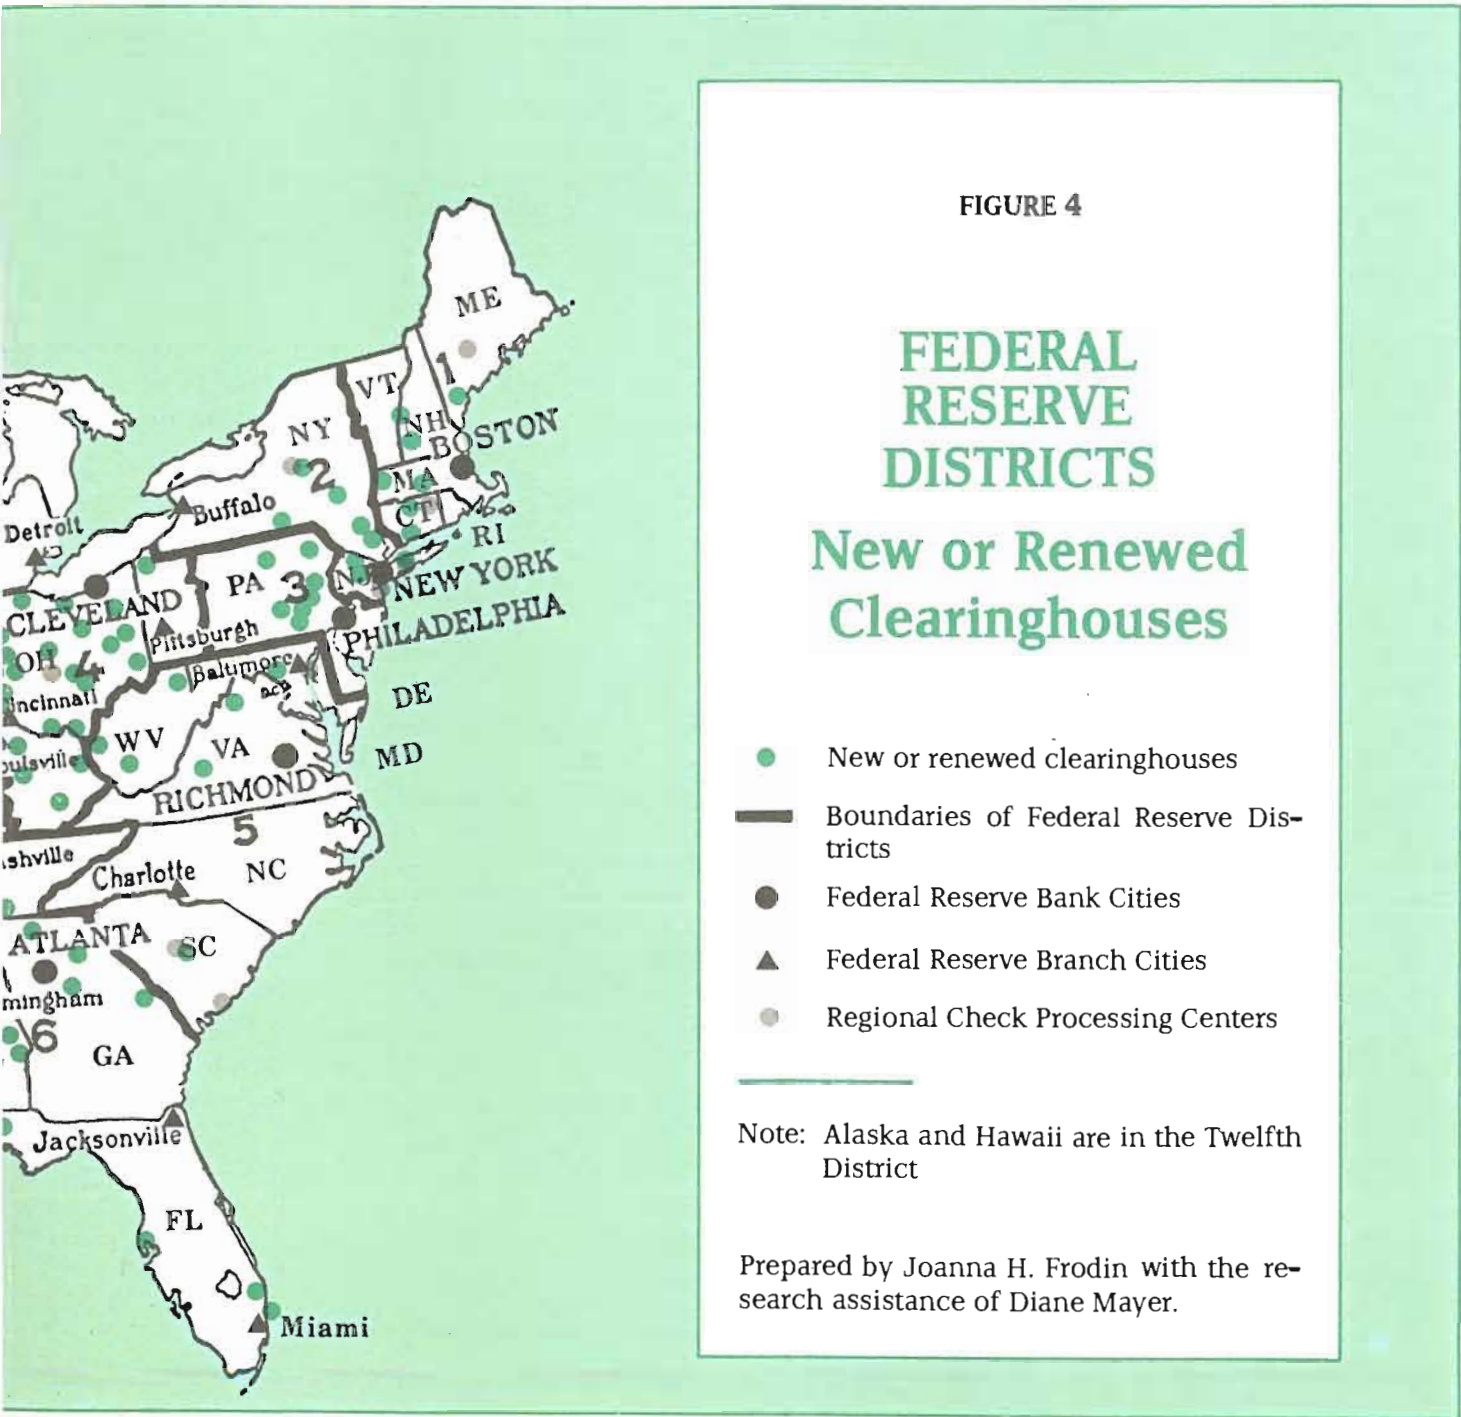 ME
1
VT
NH
BOSTON
NY
2
MA
CT
RI
Buffalo
Detroit
PA 3
NJ
NEW YORK
CLEVELAND
PHILADELPHIA
Pittsburgh
OH 4
Baltimore
DE
incinnati
WV
VA
MD
ouisville
RICHMOND
5
shville
Charlotte
NC
ATLANTA
SC
mingham
6
GA
Jacksonville
FL
Miami
FIGURE 4
FEDERAL
RESERVE
DISTRICTS
New or Renewed
Clearinghouses
New or renewed clearinghouses
Boundaries of Federal Reserve Dis-
tricts
Federal Reserve Bank Cities
Federal Reserve Branch Cities
Regional Check Processing Centers
Note: Alaska and Hawaii are in the Twelfth
District
Prepared by Joanna H. Frodin with the re-
search assistance of Diane Mayer.